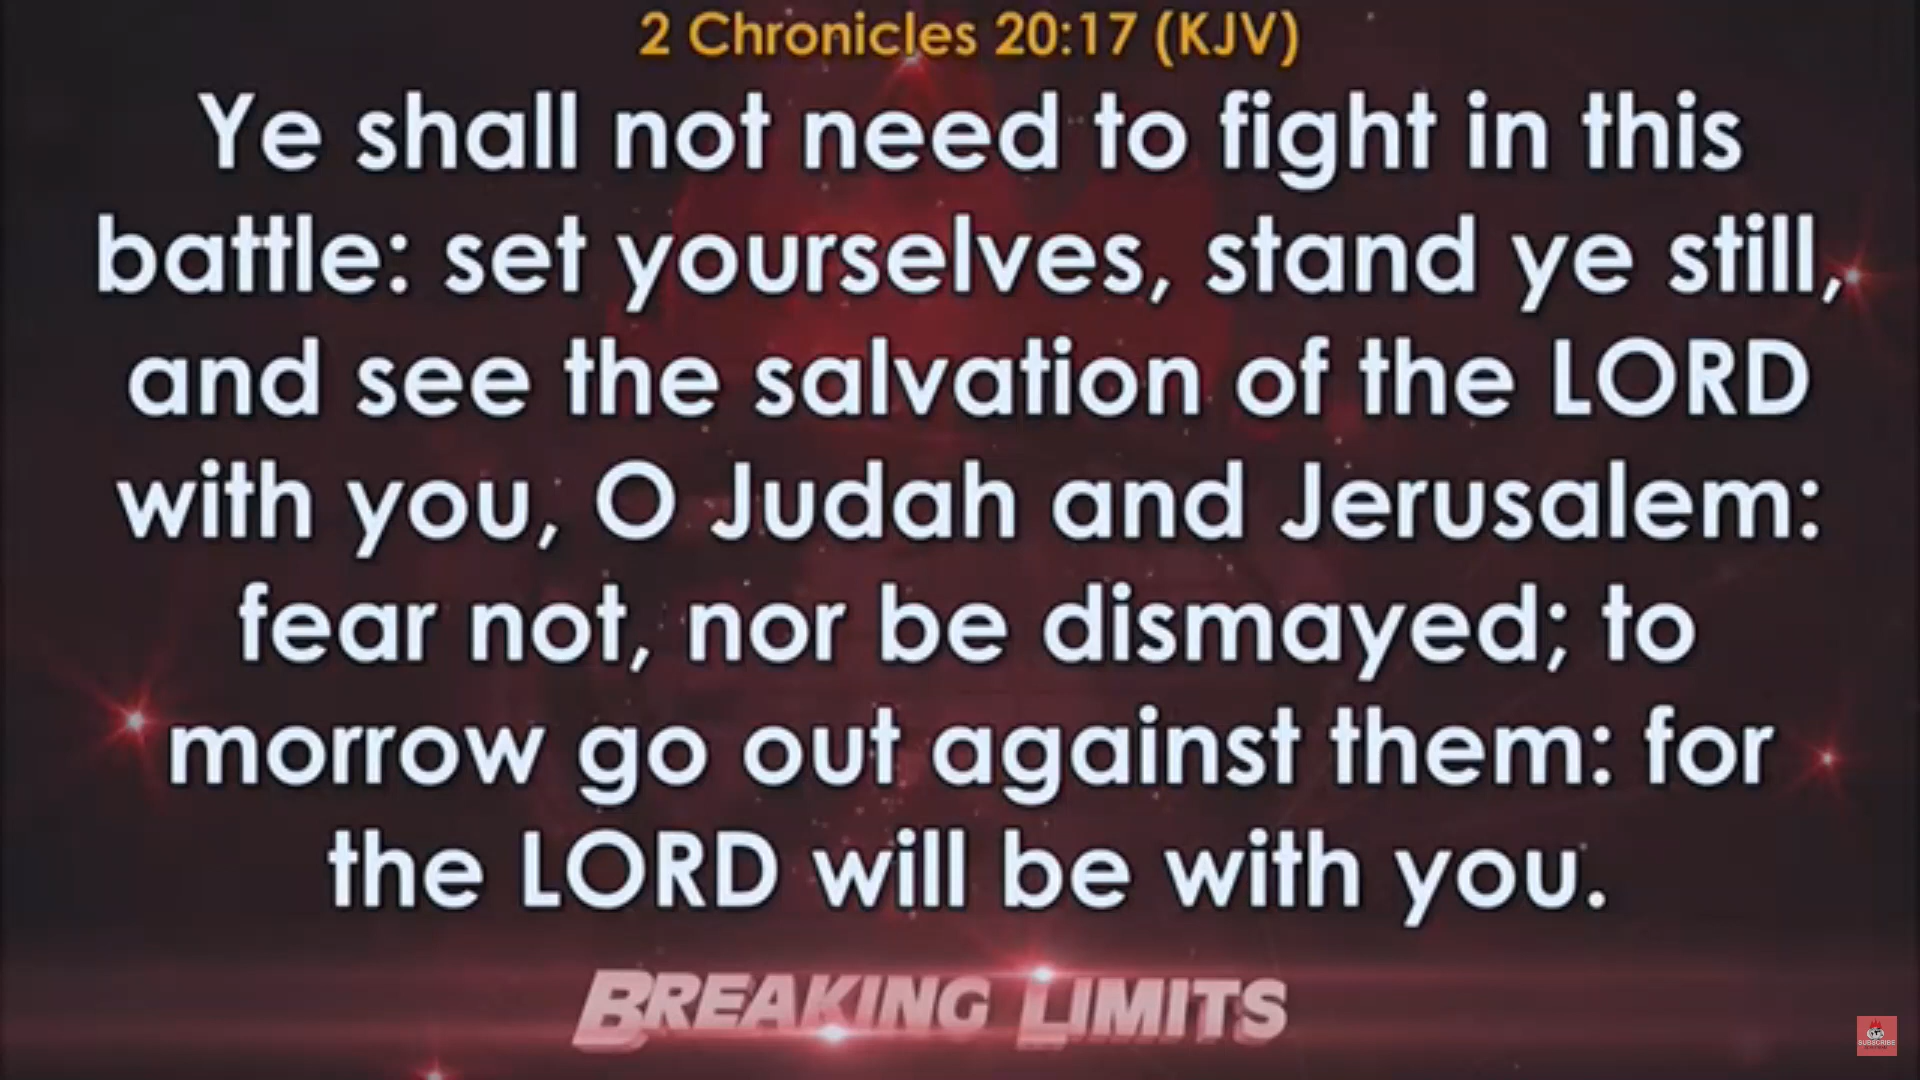 2 Chronicles 20:17 (KJV)
Ye shall not need to fight in this
battle: set yourselves, stand ye still,
and see the salvation of the LORD
with you, O Judah and Jerusalem:
fear not, nor be dismayed; to
morrow go out against them: for
the LORD will be with you.
BREAKING LIMITS
SUBSCRIBE